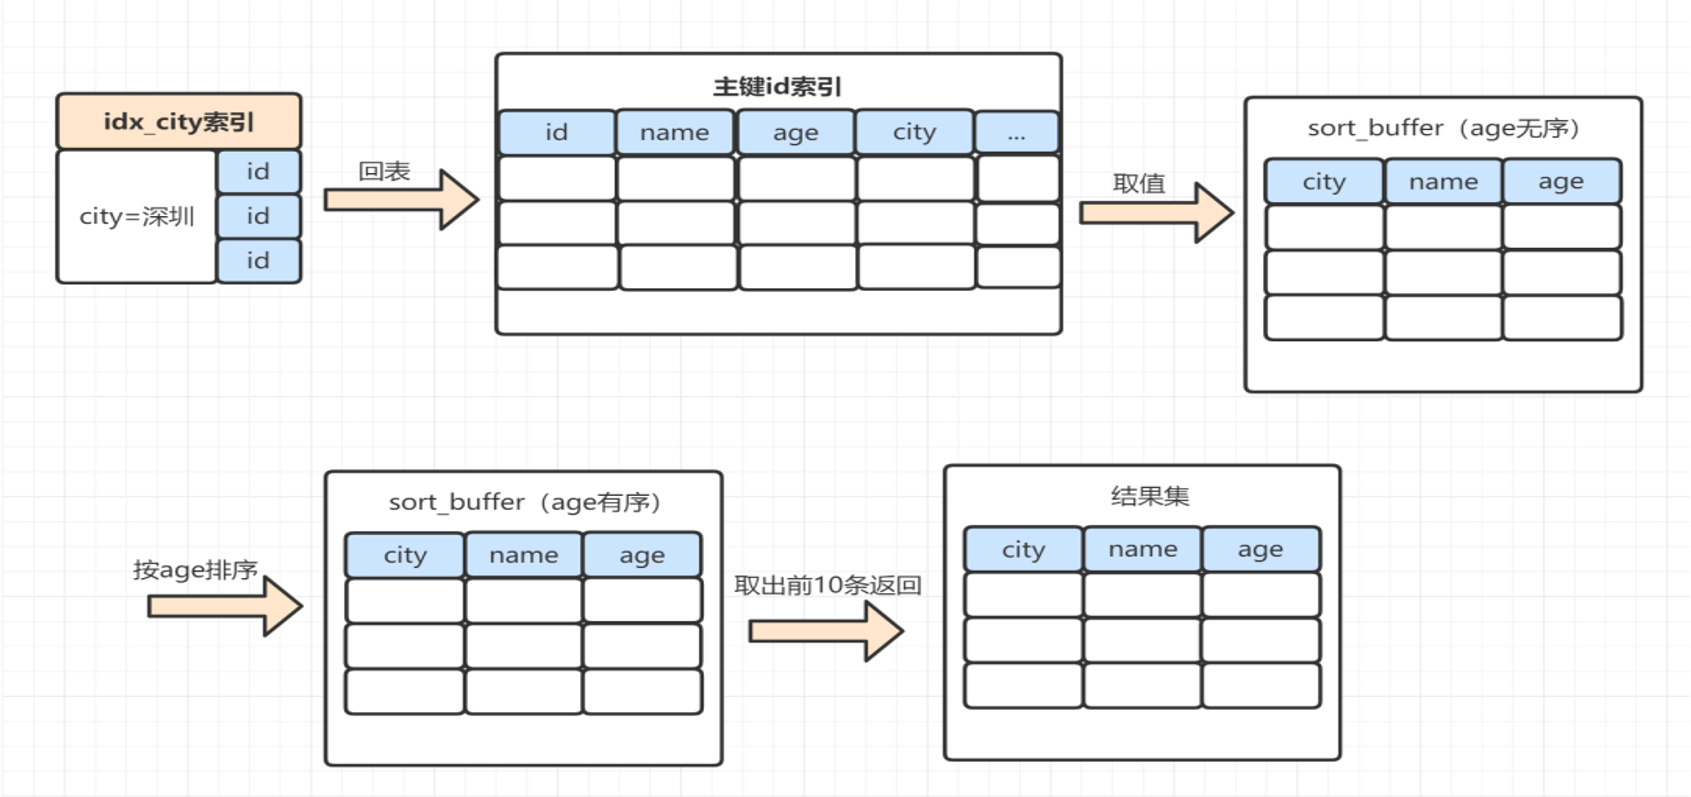 idx_city索引
city=深圳
id
id
id
回表
主键id索引
id name age city ...
取值
sort_buffer（age无序）
city name age
按age排序
sort_buffer（age有序）
city name age
取出前10条返回
结果集
city name age